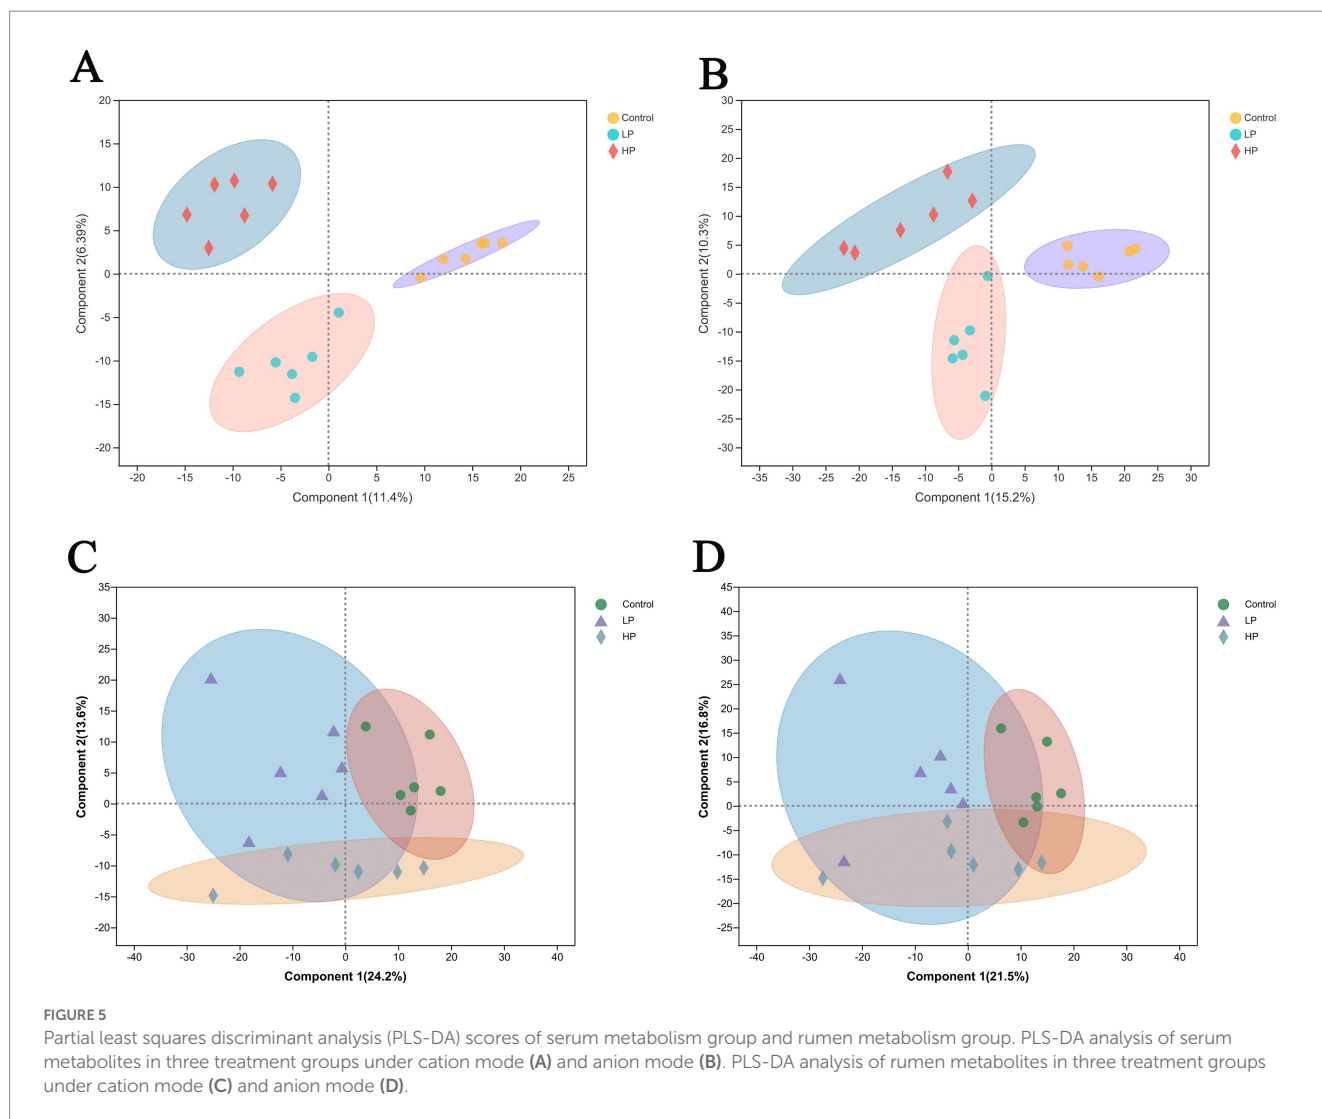 A
20
15
10
5
0
-5
-10
-15
-20
-20 -15 -10 -5 0 5 10 15 20 25
Component 2(6.39%)
Component 1(11.4%)
Control
LP
HP
B
30
25
20
15
10
5
0
-5
-10
-15
-20
-25
-30
-35 -30 -25 -20 -15 -10 -5 0 5 10 15 20 25 30
Component 2(10.3%)
Component 1(15.2%)
Control
LP
HP
C
35
30
25
20
15
10
5
0
-5
-10
-15
-20
-40 -30 -20 -10 0 10 20 30 40
Component 2(13.6%)
Component 1(24.2%)
Control
LP
HP
D
45
40
35
30
25
20
15
10
5
0
-5
-10
-15
-20
-25
-40 -30 -20 -10 0 10 20 30 40
Component 2(16.8%)
Component 1(21.5%)
Control
LP
HP
FIGURE 5
Partial least squares discriminant analysis (PLS-DA) scores of serum metabolism group and rumen metabolism group. PLS-DA analysis of serum
metabolites in three treatment groups under cation mode (A) and anion mode (B). PLS-DA analysis of rumen metabolites in three treatment groups
under cation mode (C) and anion mode (D).